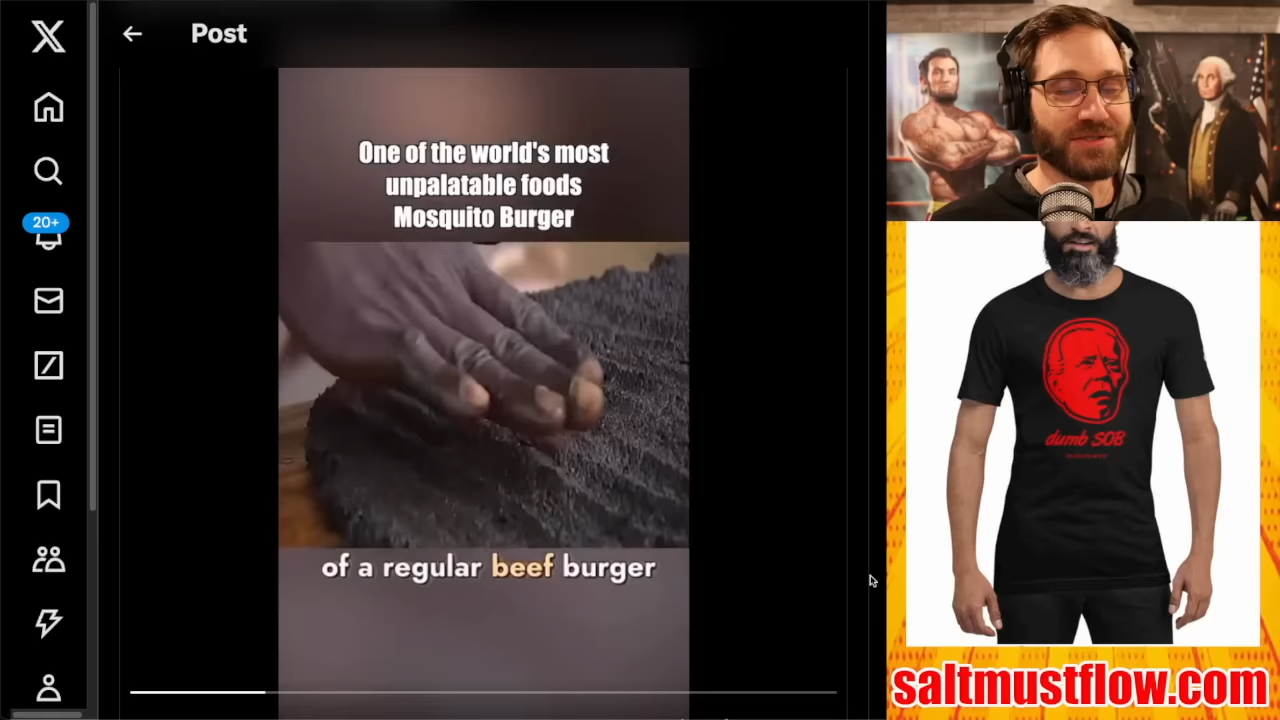 Post
20+
One of the world's most
unpalatable foods
Mosquito Burger
of a regular beef burger
dumb SOB
saltmustflow.com